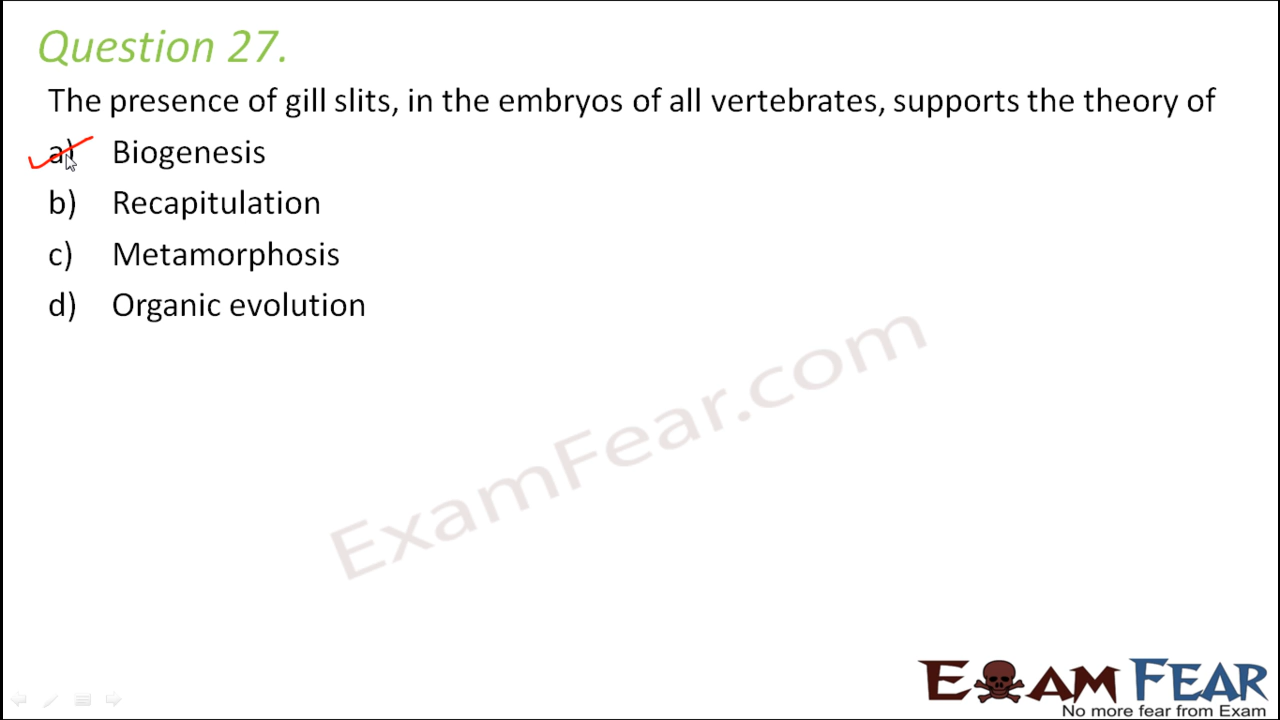 Question 27.
The presence of gill slits, in the embryos of all vertebrates, supports the theory of
a) Biogenesis
b) Recapitulation
c) Metamorphosis
d) Organic evolution
ExamFear.com
EXAM FEAR
No more fear from Exam